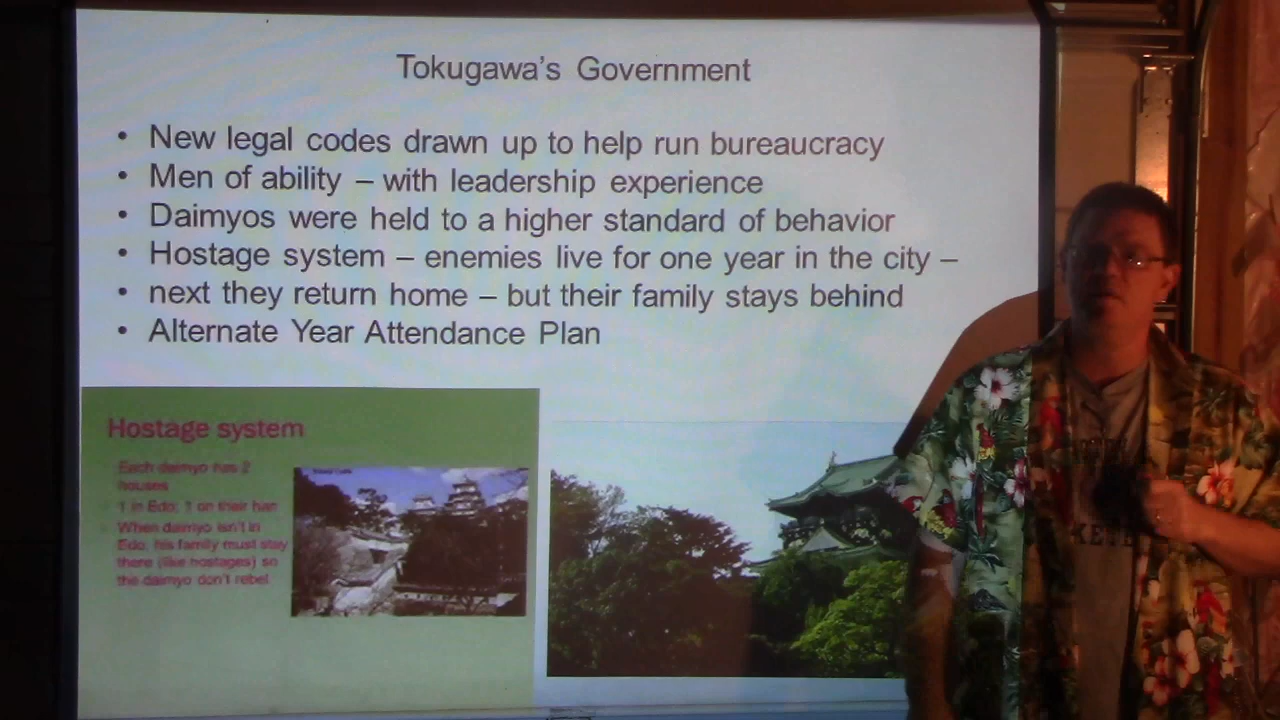 Tokugawa's Government
• New legal codes drawn up to help run bureaucracy
• Men of ability – with leadership experience
• Daimyos were held to a higher standard of behavior
• Hostage system – enemies live for one year in the city –
• next they return home – but their family stays behind
• Alternate Year Attendance Plan
Hostage system
Each daimyo has 2
houses
1 in Edo; 1 on their han
When daimyo isn't in
Edo, his family must stay
there (like hostages) so
the daimyo don't rebel